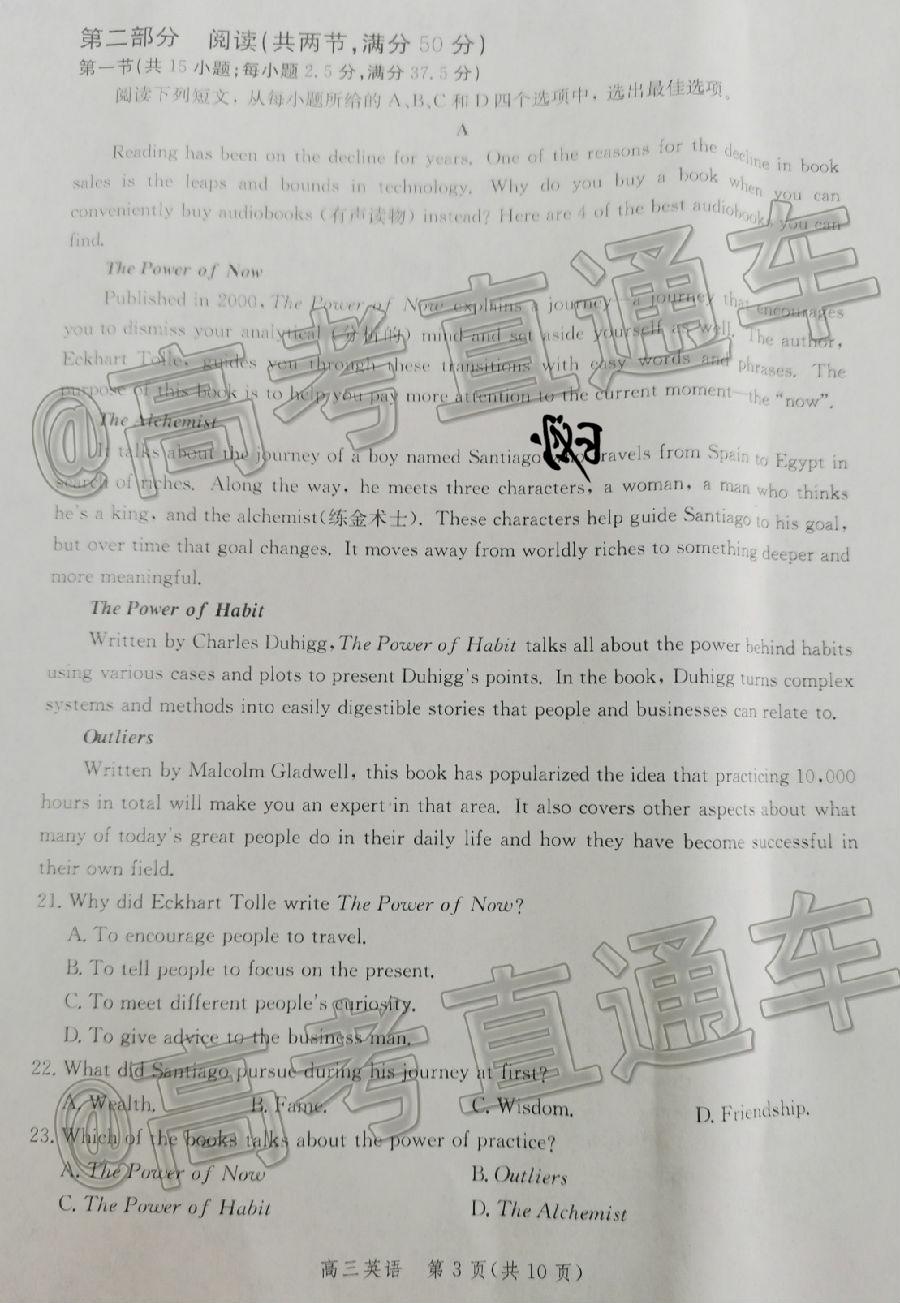 第二部分 阅读(共两节,满分50分)
第一节(共15小题;每小题2.5分,满分37.5分)
阅读下列短文,从每小题所给的A、B、C和D四个选项中,选出最佳选项。
A
Reading has been on the decline for years. One of the reasons for the decline in book
sales is the leaps and bounds in technology. Why do you buy a book when you can
conveniently buy audiobooks(有声读物) instead? Here are 4 of the best audiobooks you can
find.
The Power of Now
Published in 2000, The Power of Now explains a journey—a journey that encourages
you to dismiss your analytical (分析的) mind and set aside yourself as well. The author,
Eckhart Tolle, guides you through these transitions with easy words and phrases. The
purpose of this book is to help you pay more attention to the current moment—the "now".
The Alchemist
It talks about the journey of a boy named Santiago travels from Spain to Egypt in
search of riches. Along the way, he meets three characters, a woman, a man who thinks
he's a king, and the alchemist(练金术士). These characters help guide Santiago to his goal,
but over time that goal changes. It moves away from worldly riches to something deeper and
more meaningful.
The Power of Habit
Written by Charles Duhigg, The Power of Habit talks all about the power behind habits
using various cases and plots to present Duhigg's points. In the book, Duhigg turns complex
systems and methods into easily digestible stories that people and businesses can relate to.
Outliers
Written by Malcolm Gladwell, this book has popularized the idea that practicing 10,000
hours in total will make you an expert in that area. It also covers other aspects about what
many of today's great people do in their daily life and how they have become successful in
their own field.
21. Why did Eckhart Tolle write The Power of Now?
A. To encourage people to travel.
B. To tell people to focus on the present.
C. To meet different people's curiosity.
D. To give advice to the business man.
22. What did Santiago pursue during his journey at first?
A. Wealth. B. Fame. C. Wisdom. D. Friendship.
23. Which of the books talks about the power of practice?
A. The Power of Now B. Outliers
C. The Power of Habit D. The Alchemist
高三英语 第3页(共10页)
@高考直通车
@高考直通车